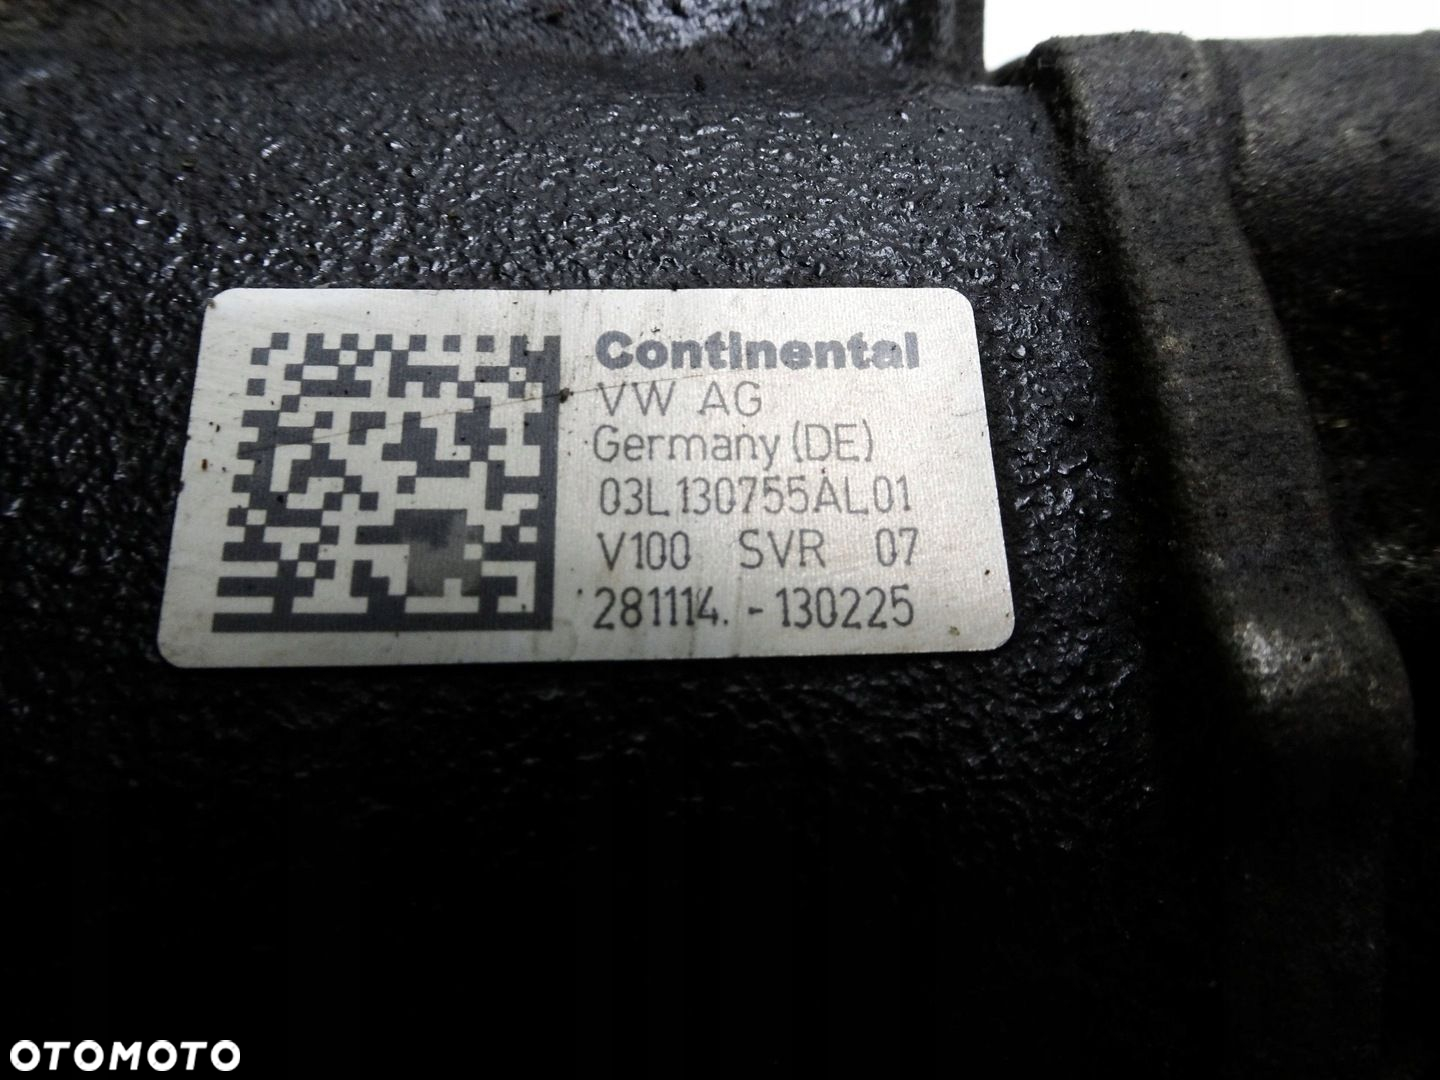 Continental
VW AG
Germany (DE)
03L130755AL01
V100 SVR 07
281114.-130225
OTOMOTO